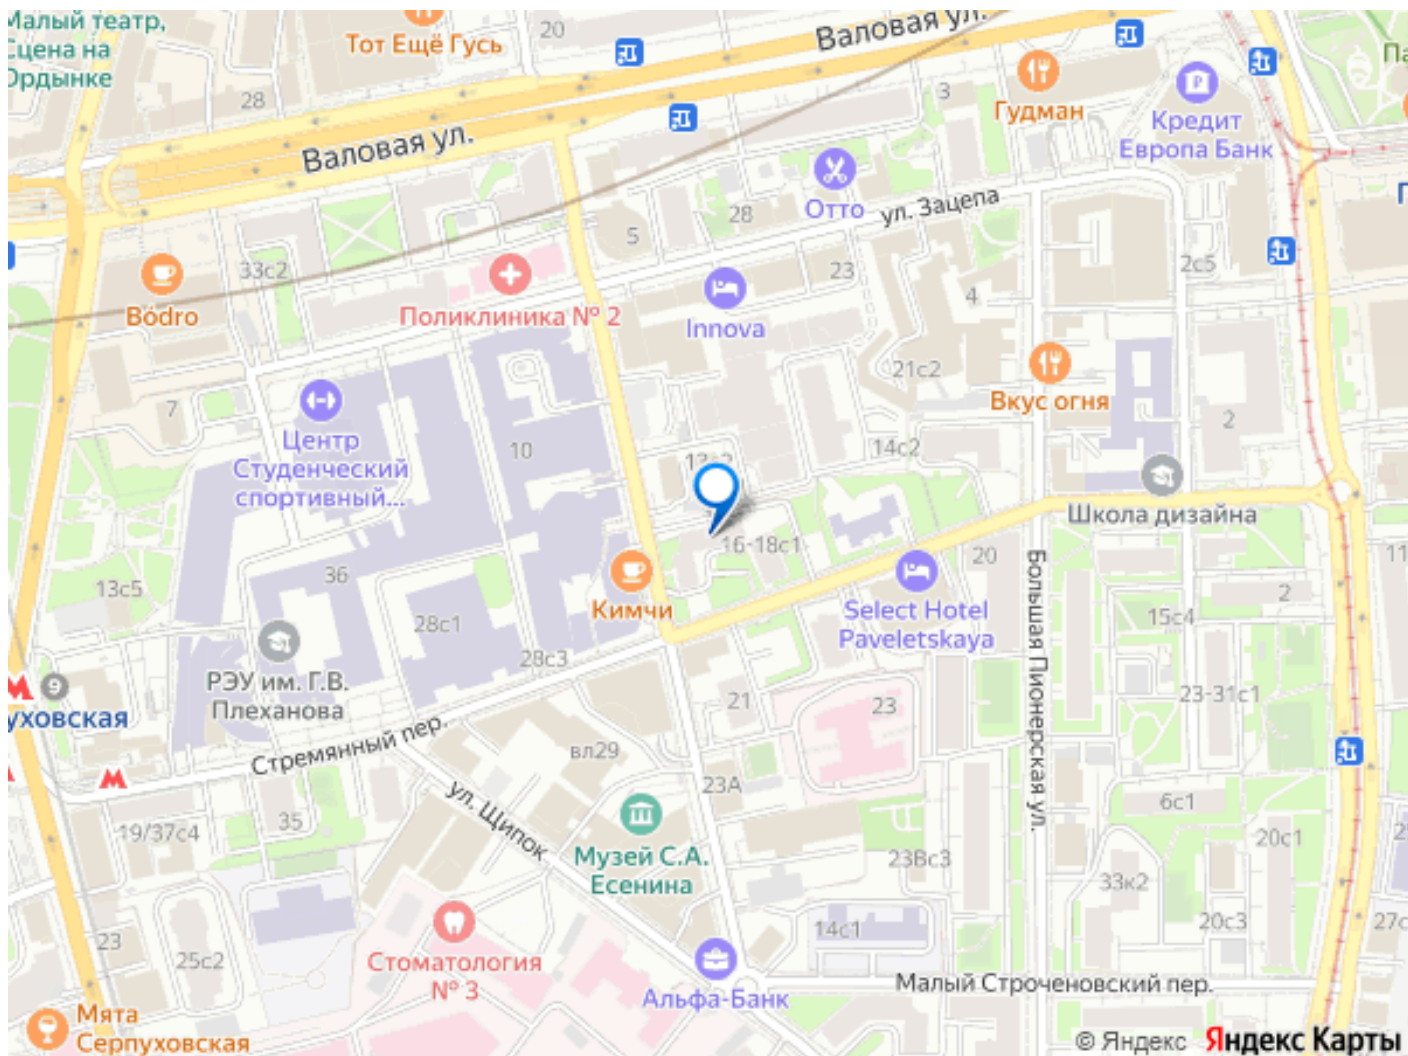 Малый театр,
Сцена на
Ордынке
Тот Ещё Гусь
20
Валовая ул.
28
3
Гудман
Кредит
Европа Банк
Валовая ул.
Отто
ул. Зацепа
28
5
33с2
23
2с5
4
Bódro
Поликлиника № 2
Innova
21с2
Вкус огня
7
2
Центр
Студенческий
спортивный...
10
14с2
Школа дизайна
16-18с1
11
20
36
13с5
Кимчи
Select Hotel
Paveletskaya
2
15с4
28с1
28с3
РЭУ им. Г.В.
Плеханова
уховская
21
23
23-31с1
Большая Пионерская ул.
Стремянный пер.
вл29
23А
6с1
ул. Щипок
19/37с4
35
20с1
Музей С.А.
Есенина
23Вс3
33к2
20с3
14с1
23
25с2
Стоматология
№ 3
Альфа-Банк
Малый Строченовский пер.
Мята
Серпуховская
© Яндекс Яндекс Карты